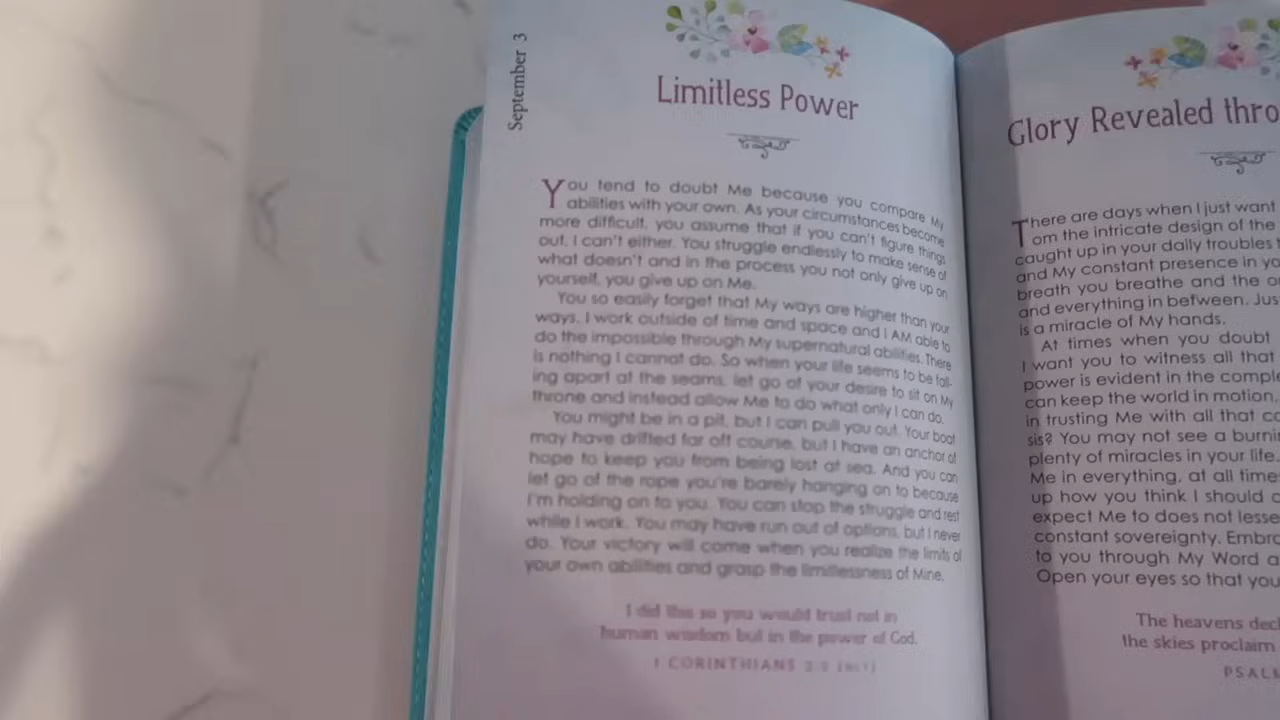 September 3
Limitless Power
You tend to doubt Me because you compare My
abilities with your own. As your circumstances become
more difficult, you assume that if you can't figure things
out, I can't either. You struggle endlessly to make sense of
what doesn't and in the process you not only give up on
yourself, you give up on Me.
You so easily forget that My ways are higher than your
ways. I work outside of time and space and I AM able to
do the impossible through My supernatural abilities. There
is nothing I cannot do. So when your life seems to be fall-
ing apart at the seams, let go of your desire to sit on My
throne and instead allow Me to do what only I can do.
You might be in a pit, but I can pull you out. Your boat
may have drifted far off course, but I have an anchor of
hope to keep you from being lost at sea. And you can
let go of the rope you're barely hanging on to because
I'm holding on to you. You can stop the struggle and rest
while I work. You may have run out of options, but I never
do. Your victory will come when you realize the limits of
your own abilities and grasp the limitlessness of Mine.
I did this so you would trust not in
human wisdom but in the power of God.
1 CORINTHIANS 2:5 (NLT)
Glory Revealed thro
There are days when I just want
om the intricate design of the
caught up in your daily troubles
and My constant presence in yo
breath you breathe and the
and everything in between. Jus
is a miracle of My hands.
At times when you doubt
I want you to witness all that
power is evident in the comple
can keep the world in motion,
in trusting Me with all that co
sis? You may not see a burni
plenty of miracles in your life.
Me in everything, at all time
up how you think I should
expect Me to does not lesse
constant sovereignty. Embra
to you through My Word a
Open your eyes so that you
The heavens decl
the skies proclaim
PSALM